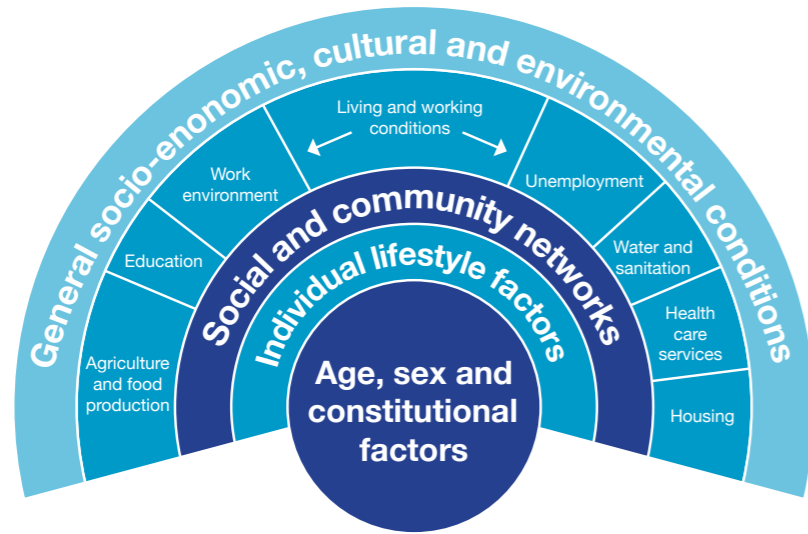 General socio-enonomic, cultural and environmental conditions
Living and working
conditions
Work
environment
Education
Agriculture
and food
production
Unemployment
Water and
sanitation
Health
care
services
Housing
Social and community networks
Individual lifestyle factors
Age, sex and
constitutional
factors